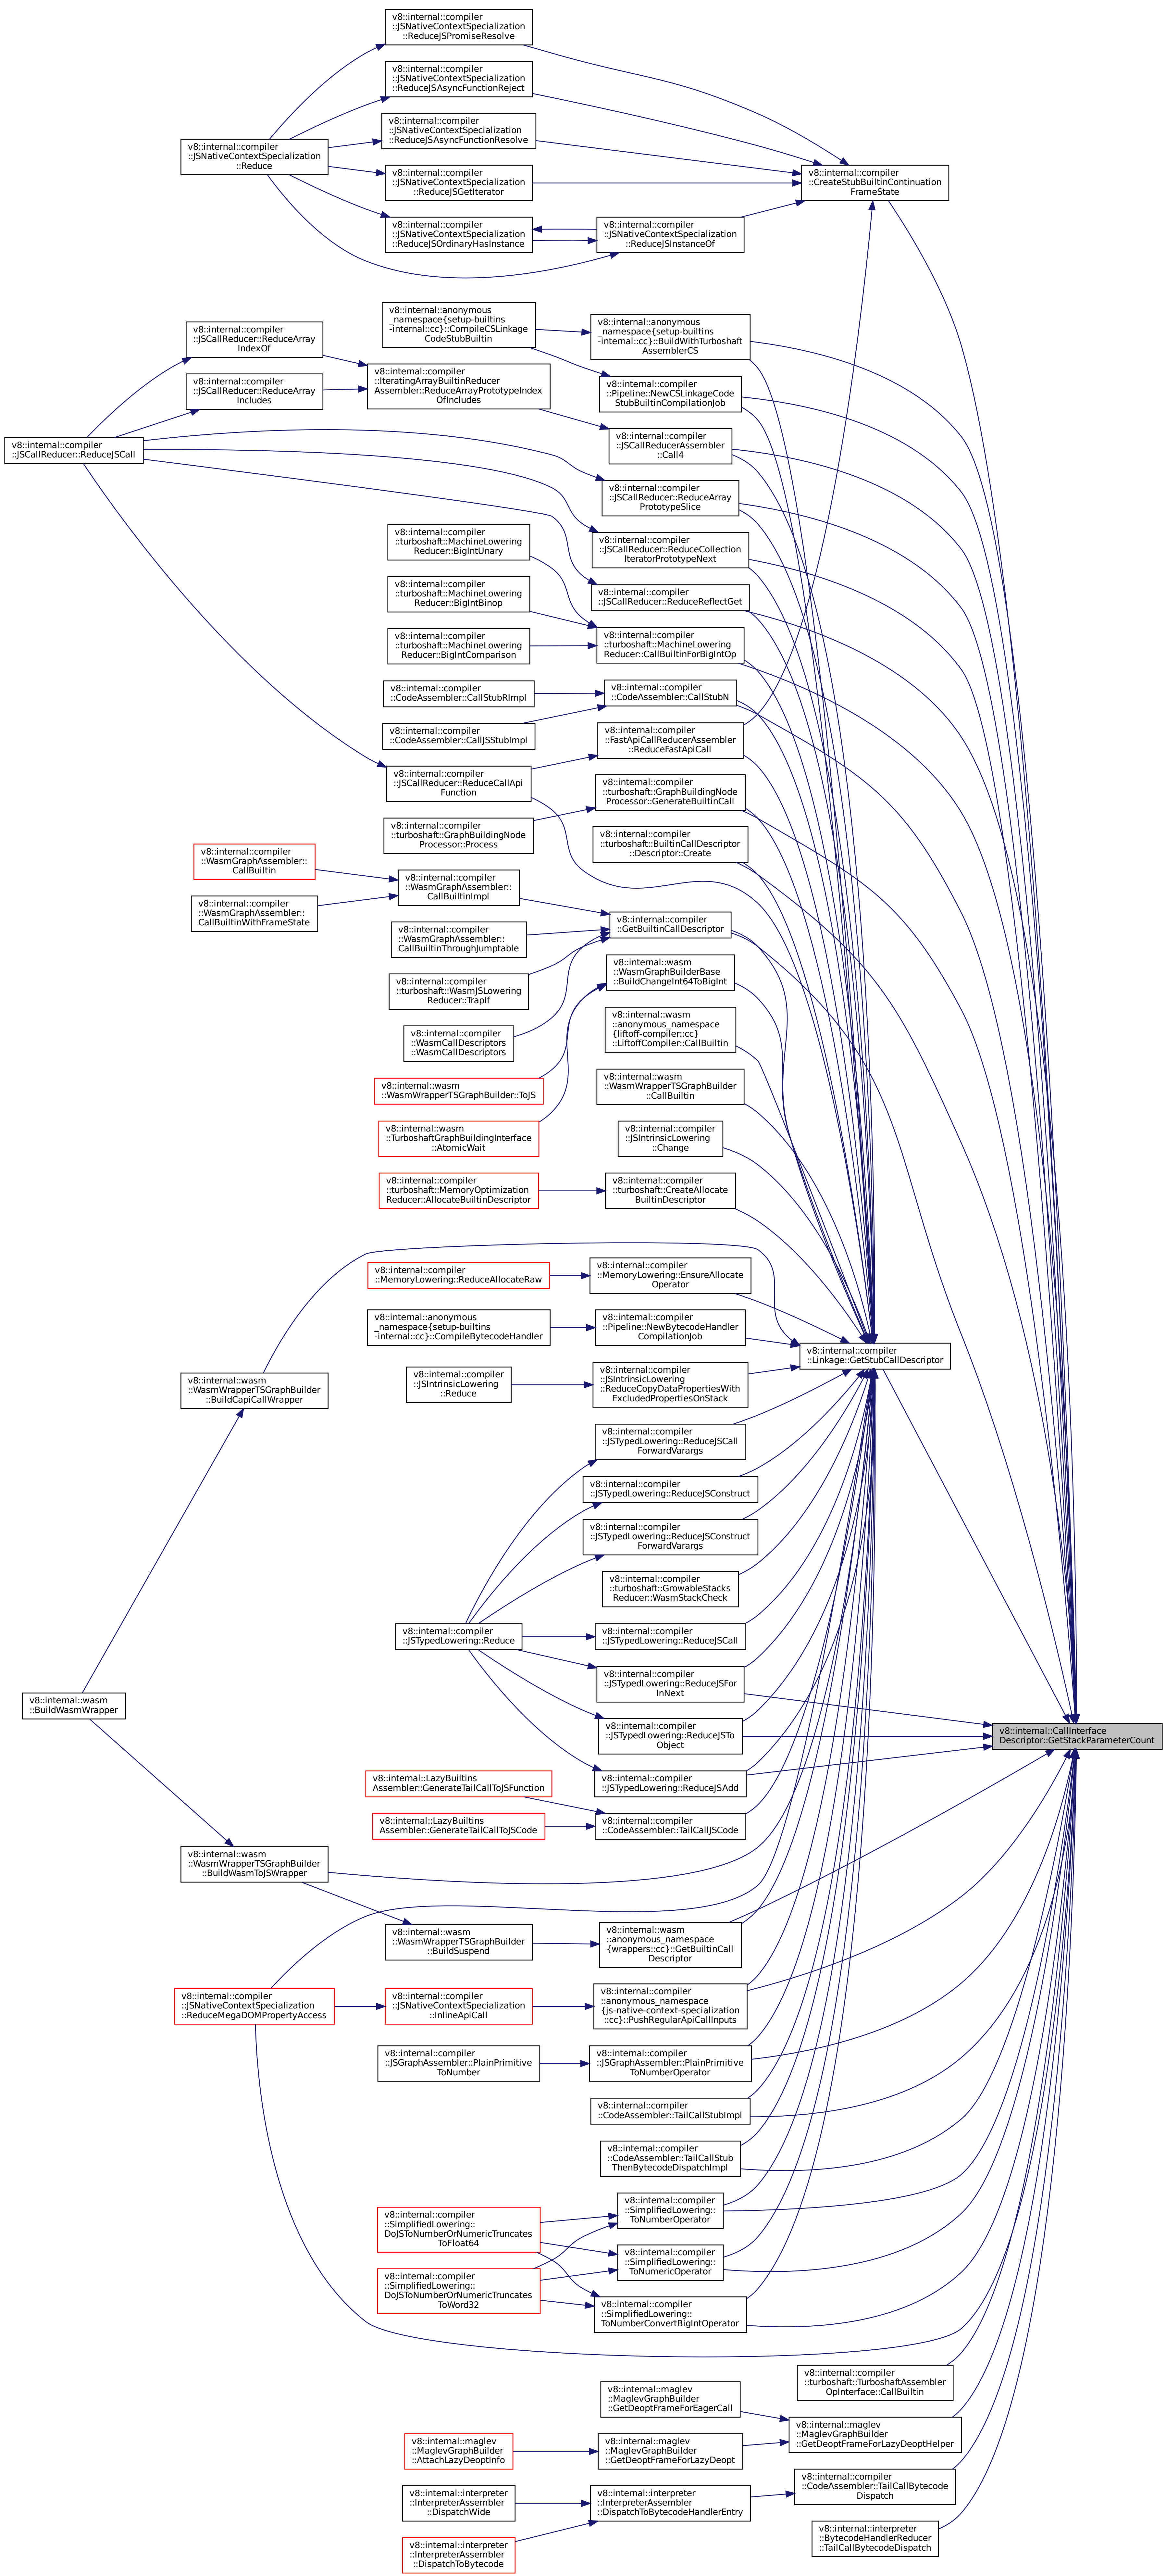 v8::internal::compiler
::JSNativeContextSpecialization
::ReduceJSPromiseResolve
v8::internal::compiler
::JSNativeContextSpecialization
::ReduceJSAsyncFunctionReject
v8::internal::compiler
::JSNativeContextSpecialization
::ReduceJSAsyncFunctionResolve
v8::internal::compiler
::JSNativeContextSpecialization
::Reduce
v8::internal::compiler
::JSNativeContextSpecialization
::ReduceJSGetIterator
v8::internal::compiler
::CreateStubBuiltinContinuation
FrameState
v8::internal::compiler
::JSNativeContextSpecialization
::ReduceJSOrdinaryHasInstance
v8::internal::compiler
::JSNativeContextSpecialization
::ReduceJSInstanceOf
v8::internal::anonymous
_namespace{setup-builtins
-internal::cc}::CompileCSLinkage
CodeStubBuiltin
v8::internal::anonymous
_namespace{setup-builtins
-internal::cc}::BuildWithTurboshaft
AssemblerCS
v8::internal::compiler
::JSCallReducer::ReduceArray
IndexOf
v8::internal::compiler
::IteratingArrayBuiltinReducer
Assembler::ReduceArrayPrototypeIndex
OfIncludes
v8::internal::compiler
::JSCallReducer::ReduceArray
Includes
v8::internal::compiler
::Pipeline::NewCSLinkageCode
StubBuiltinCompilationJob
v8::internal::compiler
::JSCallReducer::ReduceJSCall
v8::internal::compiler
::JSCallReducerAssembler
::Call4
v8::internal::compiler
::JSCallReducer::ReduceArray
PrototypeSlice
v8::internal::compiler
::turboshaft::MachineLowering
Reducer::BigIntUnary
v8::internal::compiler
::JSCallReducer::ReduceCollection
IteratorPrototypeNext
v8::internal::compiler
::turboshaft::MachineLowering
Reducer::BigIntBinop
v8::internal::compiler
::JSCallReducer::ReduceReflectGet
v8::internal::compiler
::turboshaft::MachineLowering
Reducer::BigIntComparison
v8::internal::compiler
::turboshaft::MachineLowering
Reducer::CallBuiltinForBigIntOp
v8::internal::compiler
::CodeAssembler::CallStubRImpl
v8::internal::compiler
::CodeAssembler::CallStubN
v8::internal::compiler
::CodeAssembler::CallJSStubImpl
v8::internal::compiler
::FastApiCallReducerAssembler
::ReduceFastApiCall
v8::internal::compiler
::JSCallReducer::ReduceCallApi
Function
v8::internal::compiler
::turboshaft::GraphBuildingNode
Processor::GenerateBuiltinCall
v8::internal::compiler
::turboshaft::GraphBuildingNode
Processor::Process
v8::internal::compiler
::turboshaft::BuiltinCallDescriptor
::Descriptor::Create
v8::internal::compiler
::WasmGraphAssembler::
CallBuiltin
v8::internal::compiler
::WasmGraphAssembler::
CallBuiltinImpl
v8::internal::compiler
::WasmGraphAssembler::
CallBuiltinWithFrameState
v8::internal::compiler
::GetBuiltinCallDescriptor
v8::internal::compiler
::WasmGraphAssembler::
CallBuiltinThroughJumptable
v8::internal::wasm
::WasmGraphBuilderBase
::BuildChangeInt64ToBigInt
v8::internal::compiler
::turboshaft::WasmJSLowering
Reducer::TrapIf
v8::internal::wasm
::anonymous_namespace
{liftoff-compiler::cc}
::LiftoffCompiler::CallBuiltin
v8::internal::compiler
::WasmCallDescriptors
::WasmCallDescriptors
v8::internal::wasm
::WasmWrapperTSGraphBuilder::ToJS
v8::internal::wasm
::WasmWrapperTSGraphBuilder
::CallBuiltin
v8::internal::wasm
::TurboshaftGraphBuildingInterface
::AtomicWait
v8::internal::compiler
::JSIntrinsicLowering
::Change
v8::internal::compiler
::turboshaft::MemoryOptimization
Reducer::AllocateBuiltinDescriptor
v8::internal::compiler
::turboshaft::CreateAllocate
BuiltinDescriptor
v8::internal::compiler
::MemoryLowering::ReduceAllocateRaw
v8::internal::compiler
::MemoryLowering::EnsureAllocate
Operator
v8::internal::anonymous
_namespace{setup-builtins
-internal::cc}::CompileBytecodeHandler
v8::internal::compiler
::Pipeline::NewBytecodeHandler
CompilationJob
v8::internal::compiler
::Linkage::GetStubCallDescriptor
v8::internal::wasm
::WasmWrapperTSGraphBuilder
::BuildCapiCallWrapper
v8::internal::compiler
::JSIntrinsicLowering
::Reduce
v8::internal::compiler
::JSIntrinsicLowering
::ReduceCopyDataPropertiesWith
ExcludedPropertiesOnStack
v8::internal::compiler
::JSTypedLowering::ReduceJSCall
ForwardVarargs
v8::internal::compiler
::JSTypedLowering::ReduceJSConstruct
v8::internal::compiler
::JSTypedLowering::ReduceJSConstruct
ForwardVarargs
v8::internal::compiler
::turboshaft::GrowableStacks
Reducer::WasmStackCheck
v8::internal::compiler
::JSTypedLowering::Reduce
v8::internal::compiler
::JSTypedLowering::ReduceJSCall
v8::internal::compiler
::JSTypedLowering::ReduceJSFor
InNext
v8::internal::wasm
::BuildWasmWrapper
v8::internal::compiler
::JSTypedLowering::ReduceJSTo
Object
v8::internal::CallInterface
Descriptor::GetStackParameterCount
v8::internal::LazyBuiltins
Assembler::GenerateTailCallToJSFunction
v8::internal::compiler
::JSTypedLowering::ReduceJSAdd
v8::internal::LazyBuiltins
Assembler::GenerateTailCallToJSCode
v8::internal::compiler
::CodeAssembler::TailCallJSCode
v8::internal::wasm
::WasmWrapperTSGraphBuilder
::BuildWasmToJSWrapper
v8::internal::wasm
::WasmWrapperTSGraphBuilder
::BuildSuspend
v8::internal::wasm
::anonymous_namespace
{wrappers::cc}::GetBuiltinCall
Descriptor
v8::internal::compiler
::JSNativeContextSpecialization
::ReduceMegaDOMPropertyAccess
v8::internal::compiler
::JSNativeContextSpecialization
::InlineApiCall
v8::internal::compiler
::anonymous_namespace
{js-native-context-specialization
::cc}::PushRegularApiCallInputs
v8::internal::compiler
::JSGraphAssembler::PlainPrimitive
ToNumber
v8::internal::compiler
::JSGraphAssembler::PlainPrimitive
ToNumberOperator
v8::internal::compiler
::CodeAssembler::TailCallStubImpl
v8::internal::compiler
::CodeAssembler::TailCallStub
ThenBytecodeDispatchImpl
v8::internal::compiler
::SimplifiedLowering::
DoJSToNumberOrNumericTruncates
ToFloat64
v8::internal::compiler
::SimplifiedLowering::
ToNumberOperator
v8::internal::compiler
::SimplifiedLowering::
ToNumericOperator
v8::internal::compiler
::SimplifiedLowering::
DoJSToNumberOrNumericTruncates
ToWord32
v8::internal::compiler
::SimplifiedLowering::
ToNumberConvertBigIntOperator
v8::internal::compiler
::turboshaft::TurboshaftAssembler
OpInterface::CallBuiltin
v8::internal::maglev
::MaglevGraphBuilder
::GetDeoptFrameForEagerCall
v8::internal::maglev
::MaglevGraphBuilder
::GetDeoptFrameForLazyDeoptHelper
v8::internal::maglev
::MaglevGraphBuilder
::AttachLazyDeoptInfo
v8::internal::maglev
::MaglevGraphBuilder
::GetDeoptFrameForLazyDeopt
v8::internal::compiler
::CodeAssembler::TailCallBytecode
Dispatch
v8::internal::interpreter
::InterpreterAssembler
::DispatchWide
v8::internal::interpreter
::InterpreterAssembler
::DispatchToBytecodeHandlerEntry
v8::internal::interpreter
::BytecodeHandlerReducer
::TailCallBytecodeDispatch
v8::internal::interpreter
::InterpreterAssembler
::DispatchToBytecode